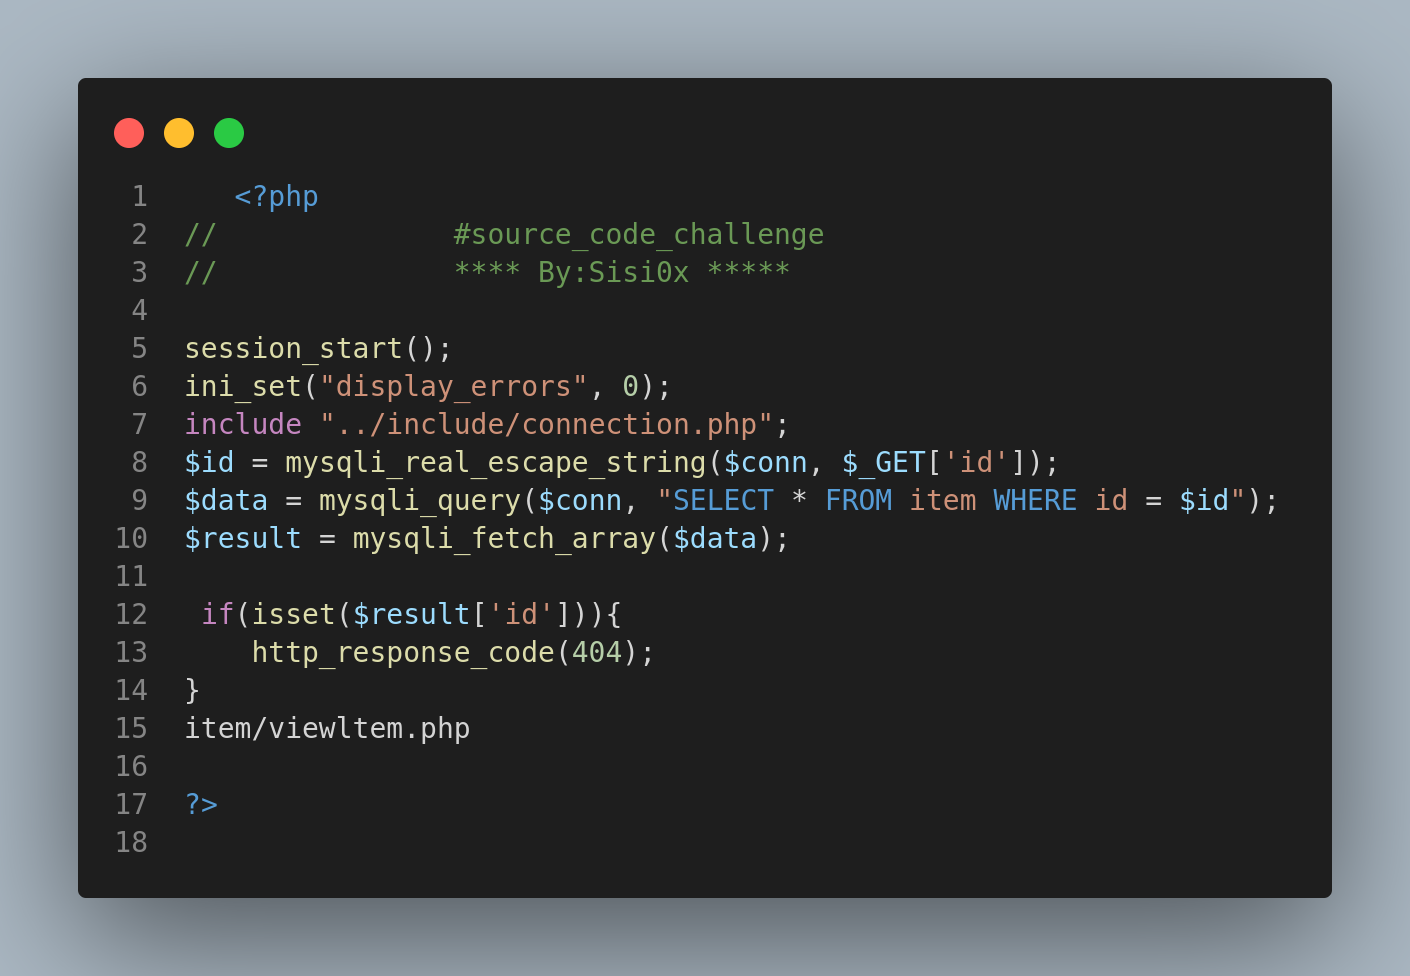 1 <?php
2 // #source_code_challenge
3 // **** By:Sisi0x *****
4
5 session_start();
6 ini_set("display_errors", 0);
7 include "../include/connection.php";
8 $id = mysqli_real_escape_string($conn, $_GET['id']);
9 $data = mysqli_query($conn, "SELECT * FROM item WHERE id = $id");
10 $result = mysqli_fetch_array($data);
11
12 if(isset($result['id'])){
13 http_response_code(404);
14 }
15 item/viewltem.php
16
17 ?>
18